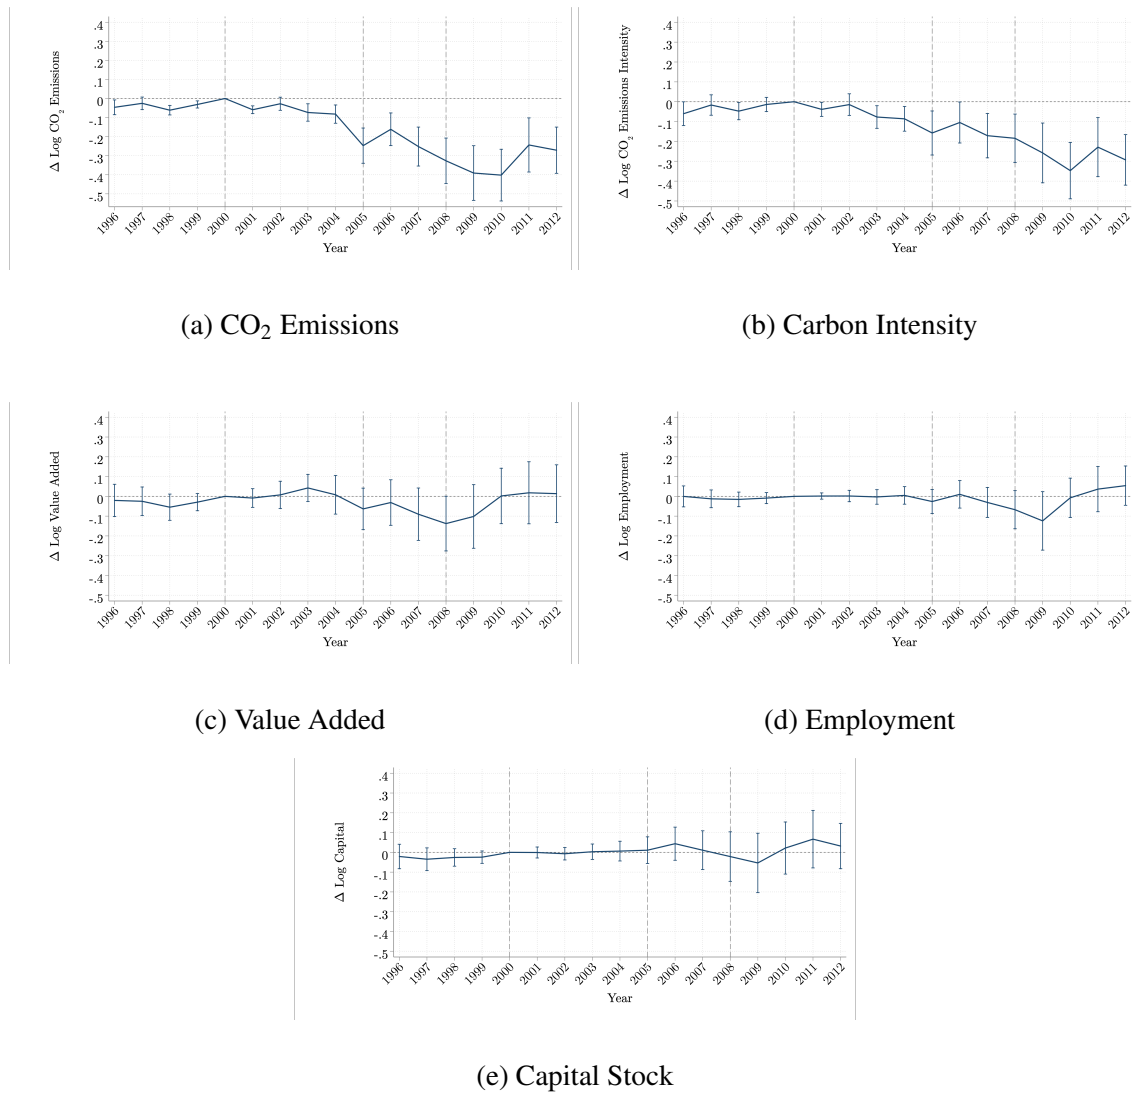 Δ Log CO₂ Emissions
.4
.3
.2
.1
0
-.1
-.2
-.3
-.4
-.5
1996 1997 1998 1999 2000 2001 2002 2003 2004 2005 2006 2007 2008 2009 2010 2011 2012
Year
(a) CO₂ Emissions
Δ Log CO₂ Emissions Intensity
.4
.3
.2
.1
0
-.1
-.2
-.3
-.4
-.5
1996 1997 1998 1999 2000 2001 2002 2003 2004 2005 2006 2007 2008 2009 2010 2011 2012
Year
(b) Carbon Intensity
Δ Log Value Added
.4
.3
.2
.1
0
-.1
-.2
-.3
-.4
-.5
1996 1997 1998 1999 2000 2001 2002 2003 2004 2005 2006 2007 2008 2009 2010 2011 2012
Year
(c) Value Added
Δ Log Employment
.4
.3
.2
.1
0
-.1
-.2
-.3
-.4
-.5
1996 1997 1998 1999 2000 2001 2002 2003 2004 2005 2006 2007 2008 2009 2010 2011 2012
Year
(d) Employment
Δ Log Capital
.4
.3
.2
.1
0
-.1
-.2
-.3
-.4
-.5
1996 1997 1998 1999 2000 2001 2002 2003 2004 2005 2006 2007 2008 2009 2010 2011 2012
Year
(e) Capital Stock